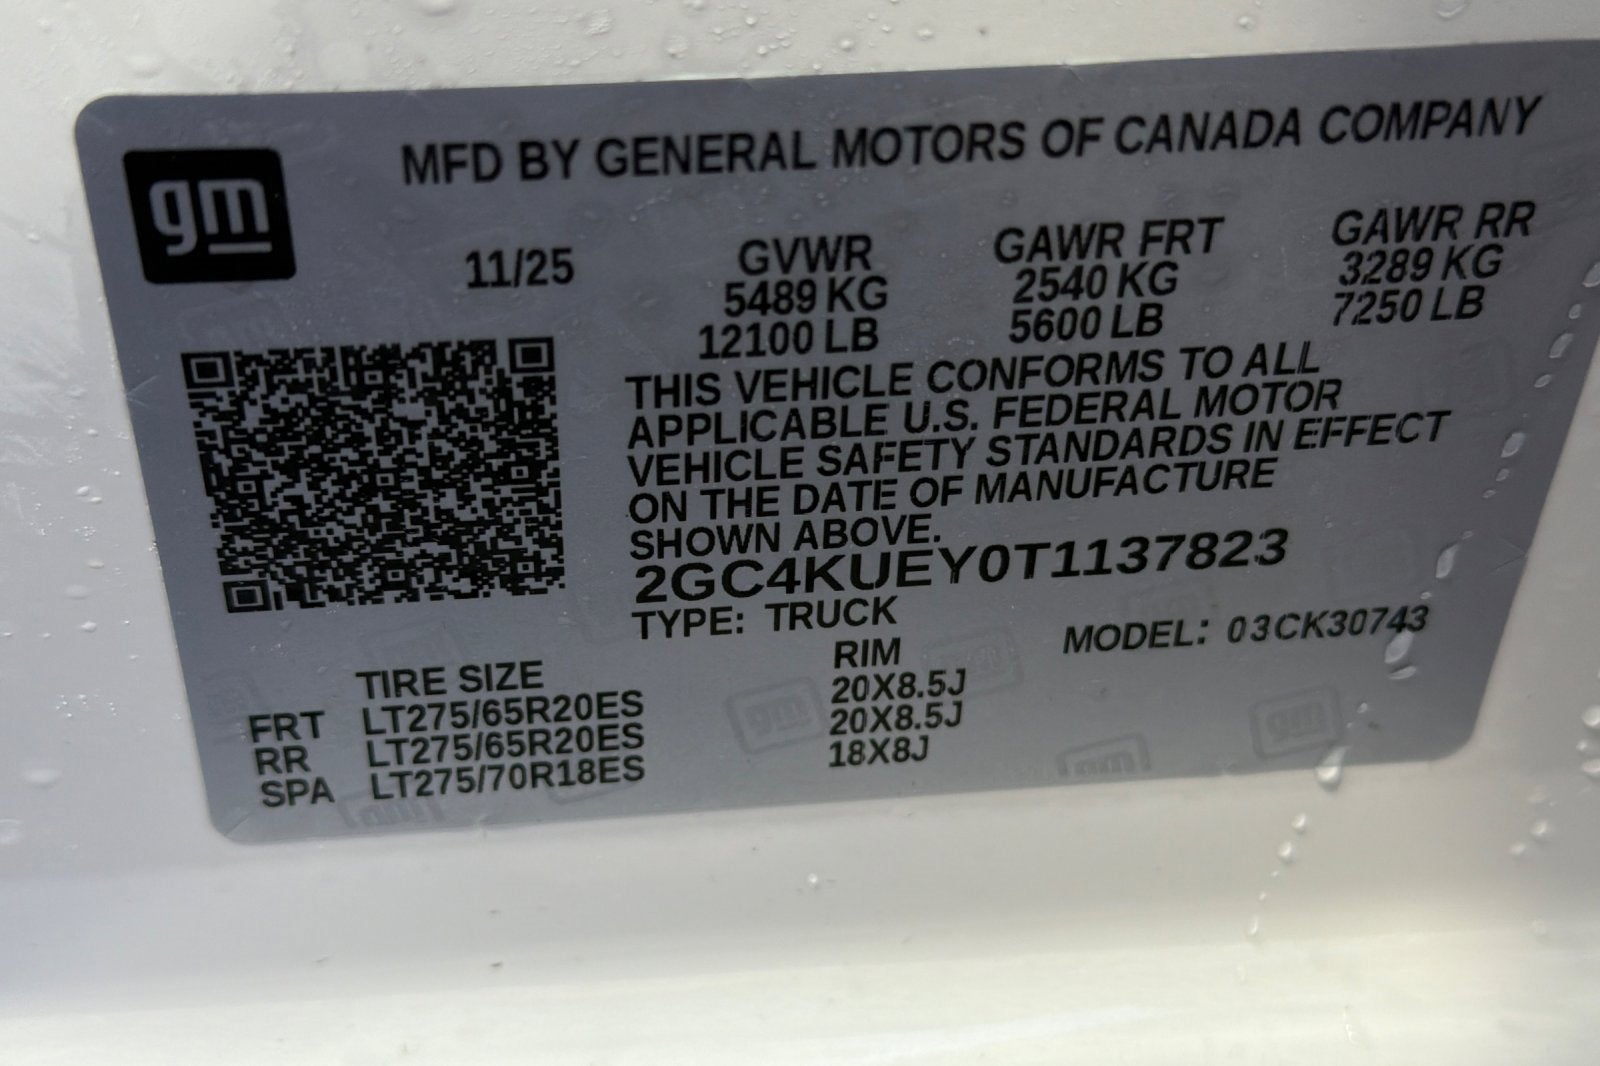 gm
MFD BY GENERAL MOTORS OF CANADA COMPANY
11/25
GVWR
5489 KG
12100 LB
GAWR FRT
2540 KG
5600 LB
GAWR RR
3289 KG
7250 LB
THIS VEHICLE CONFORMS TO ALL
APPLICABLE U.S. FEDERAL MOTOR
VEHICLE SAFETY STANDARDS IN EFFECT
ON THE DATE OF MANUFACTURE
SHOWN ABOVE.
2GC4KUEY0T1137823
TYPE: TRUCK
MODEL: 03CK30743
TIRE SIZE RIM
FRT LT275/65R20ES 20X8.5J
RR LT275/65R20ES 20X8.5J
SPA LT275/70R18ES 18X8J